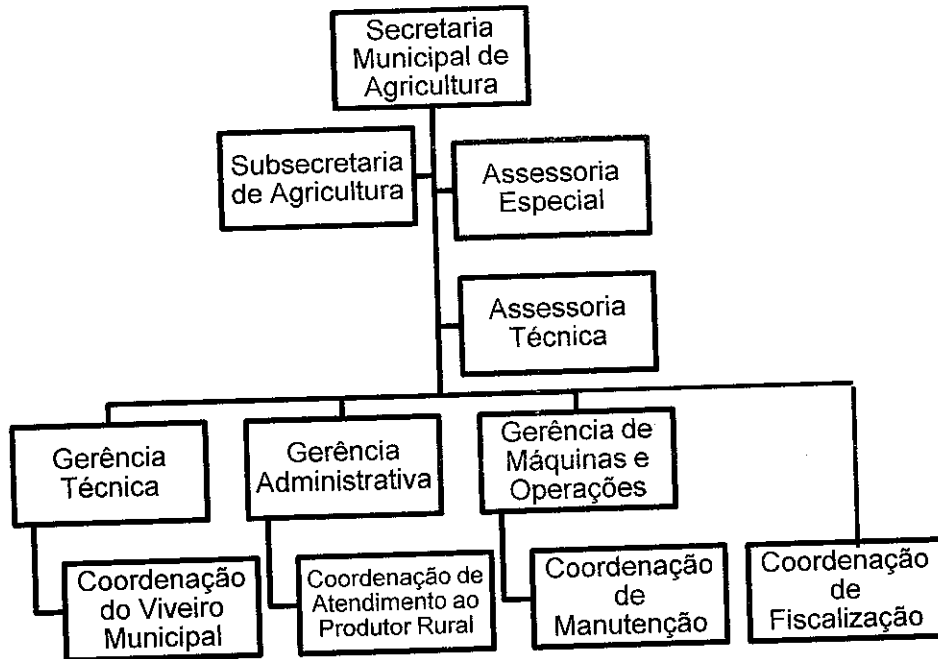 Secretaria
Municipal de
Agricultura
Subsecretaria
de Agricultura
Assessoria
Especial
Assessoria
Técnica
Gerência
Técnica
Gerência
Administrativa
Gerência de
Máquinas e
Operações
Coordenação
do Viveiro
Municipal
Coordenação de
Atendimento ao
Produtor Rural
Coordenação
de
Manutenção
Coordenação
de
Fiscalização